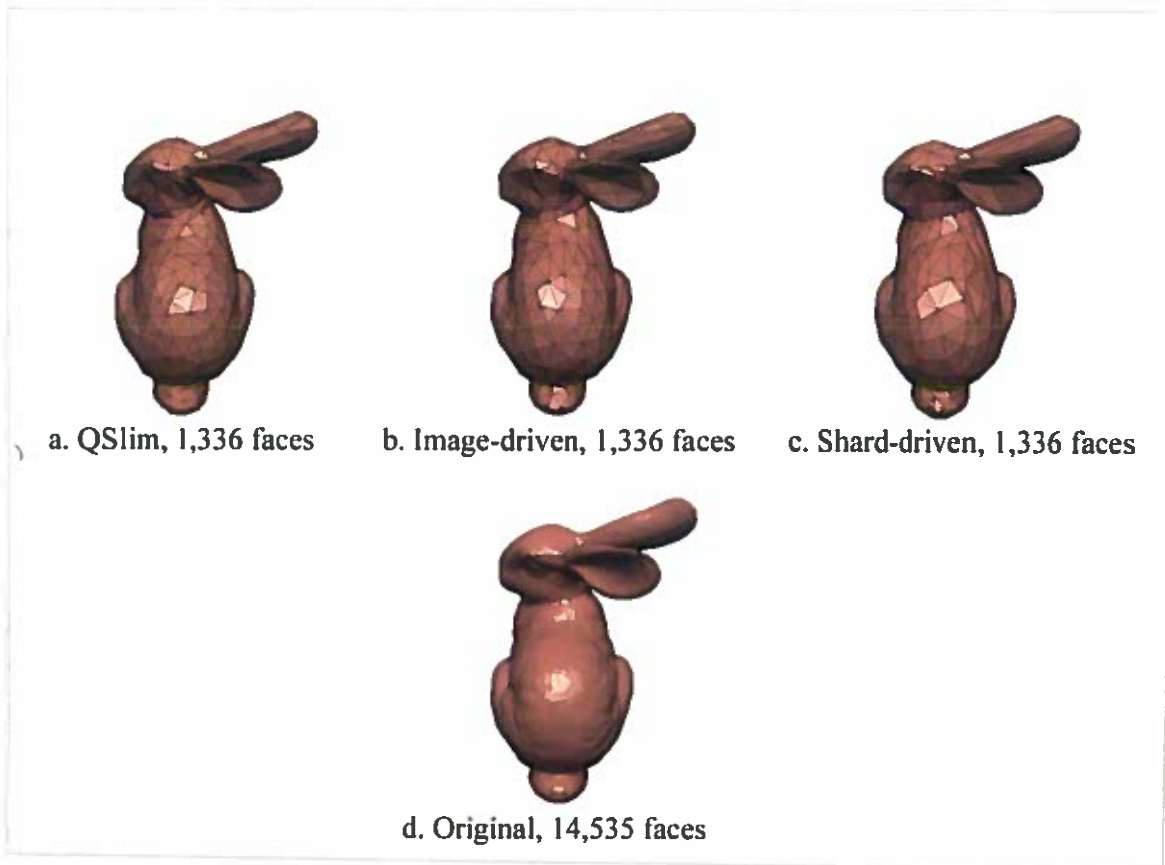 a. QSlim, 1,336 faces
b. Image-driven, 1,336 faces
c. Shard-driven, 1,336 faces
d. Original, 14,535 faces